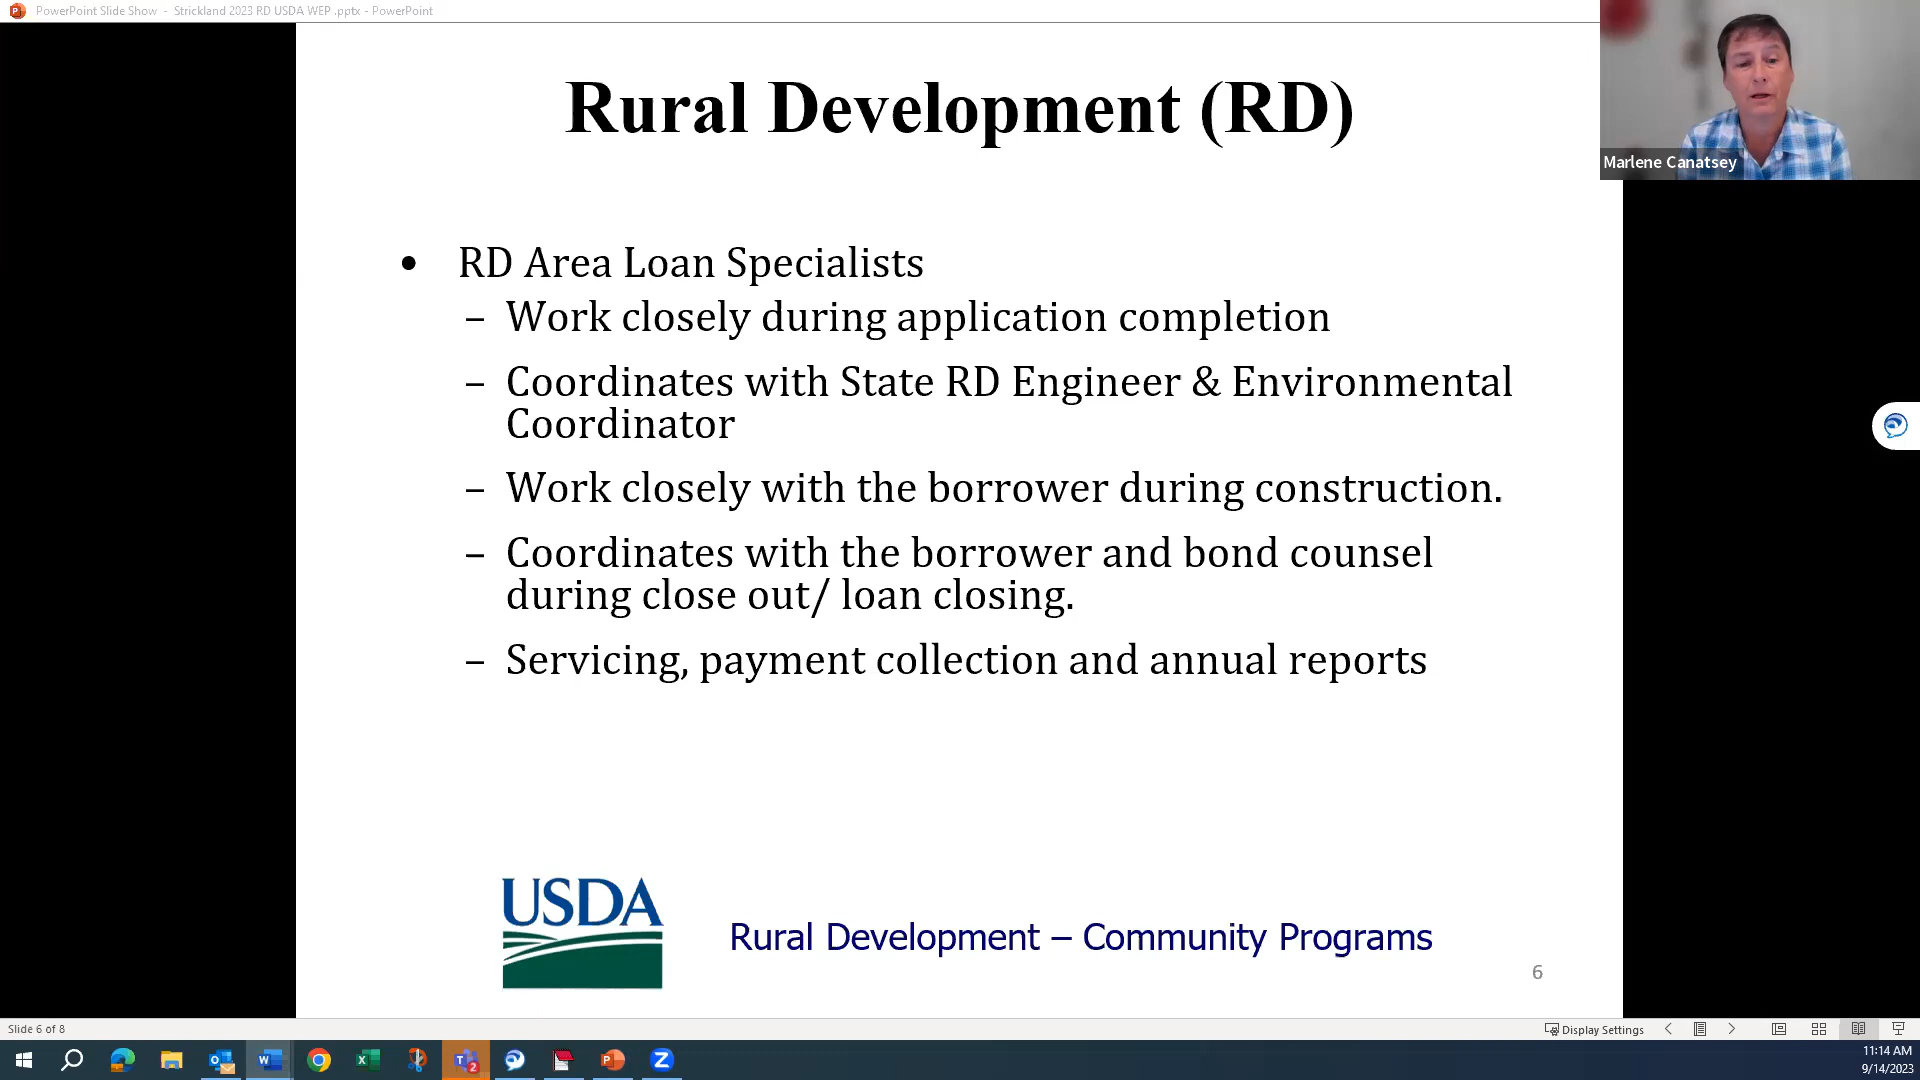 PowerPoint Slide Show - Strickland 2023 RD USDA WEP .pptx - PowerPoint
Marlene Canatsey
Rural Development (RD)
• RD Area Loan Specialists
– Work closely during application completion
– Coordinates with State RD Engineer & Environmental
Coordinator
– Work closely with the borrower during construction.
– Coordinates with the borrower and bond counsel
during close out/ loan closing.
– Servicing, payment collection and annual reports
USDA
Rural Development – Community Programs
6
Slide 6 of 8
Display Settings
11:14 AM
9/14/2023